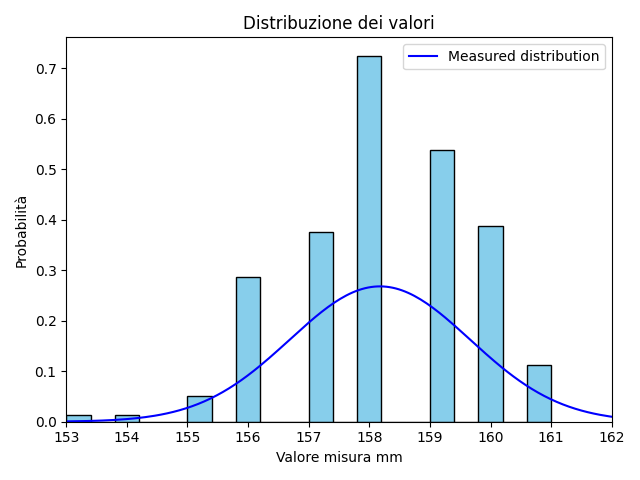 Distribuzione dei valori
Measured distribution
Probabilità
0.7
0.6
0.5
0.4
0.3
0.2
0.1
0.0
153 154 155 156 157 158 159 160 161 162
Valore misura mm